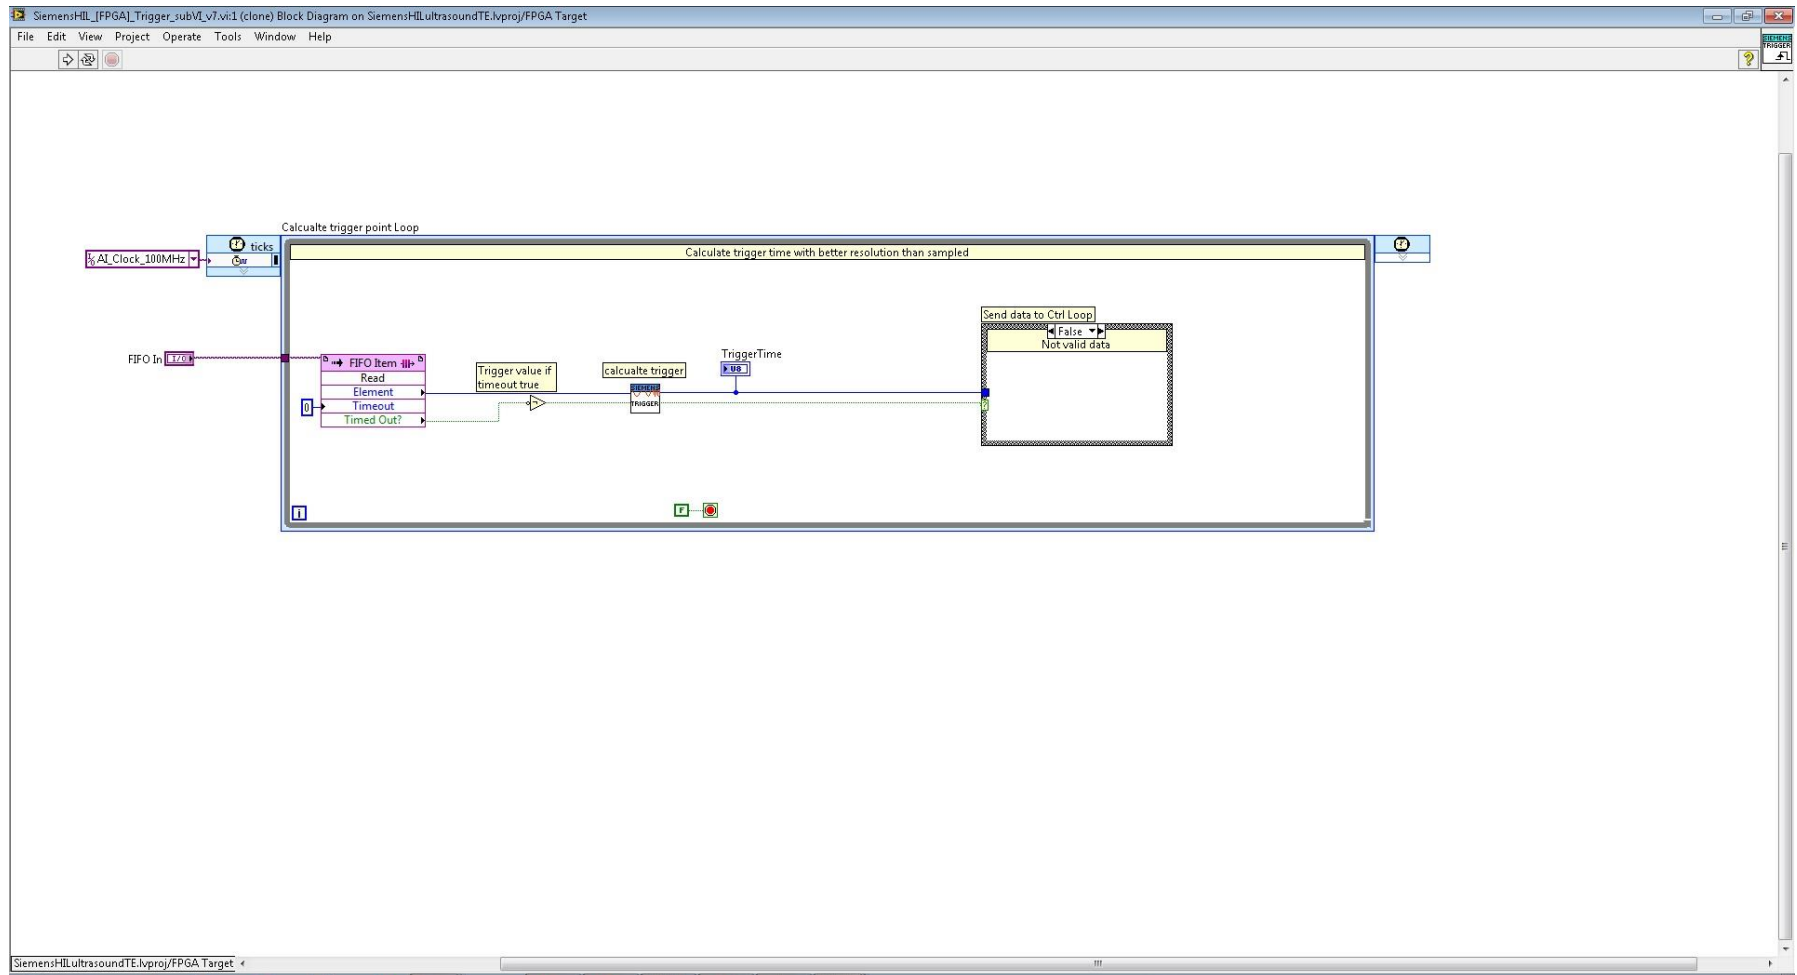 SiemensHIL_[FPGA]_Trigger_subVI_v7.vi:1 (clone) Block Diagram on SiemensHILultrasoundTE.lvproj/FPGA Target
File Edit View Project Operate Tools Window Help
SIEMENS
TRIGGER
Calcualte trigger point Loop
ticks
AI_Clock_100MHz
Calculate trigger time with better resolution than sampled
Send data to Ctrl Loop
False
Not valid data
FIFO In
I/O
FIFO Item
Read
Element
0
Timeout
Timed Out?
Trigger value if
timeout true
calcualte trigger
SIEMENS
TRIGGER
TriggerTime
U8
?
i
F
SiemensHILultrasoundTE.lvproj/FPGA Target